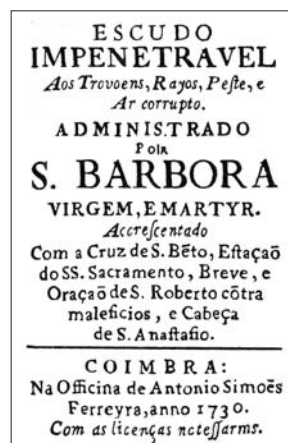 ESCUDO
IMPENETRAVEL
Aos Trovoens, Rayos, Peſte, e
Ar corrupto.
ADMINISTRADO
POR
S. BARBORA
VIRGEM, E MARTYR.
Accreſcentado
Com a Cruz de S. Bẽto, Eſtaçaõ
do SS. Sacramento, Breve, e
Oraçaõ de S. Roberto cõtra
maleficios, e Cabeça
de S. Anaſtaſio.
COIMBRA:
Na Officina de Antonio Simoẽs
Ferreyra, anno 1730.
Com as licenças neteſſarms.